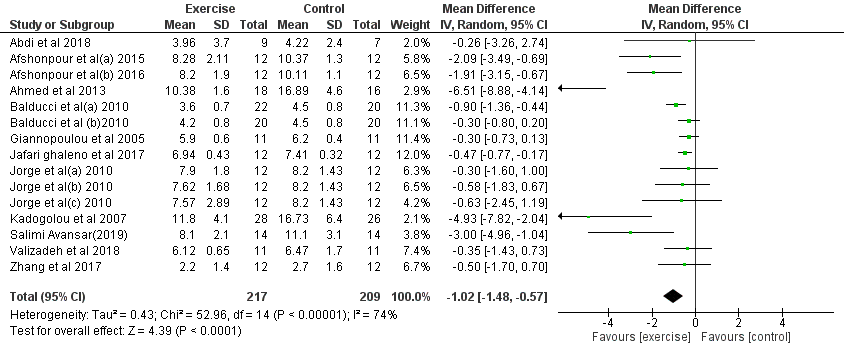 Exercise Control Mean Difference Mean Difference
Study or Subgroup Mean SD Total Mean SD Total Weight IV, Random, 95% CI IV, Random, 95% CI
Abdi et al 2018 3.96 3.7 9 4.22 2.4 7 2.0% -0.26 [-3.26, 2.74]
Afshonpour et al(a) 2015 8.28 2.11 12 10.37 1.3 12 5.8% -2.09 [-3.49, -0.69]
Afshonpour et al(b) 2016 8.2 1.9 12 10.11 1.1 12 6.6% -1.91 [-3.15, -0.67]
Ahmed et al 2013 10.38 1.6 18 16.89 4.6 16 2.9% -6.51 [-8.88, -4.14]
Balducci et al(a) 2010 3.6 0.7 22 4.5 0.8 20 11.9% -0.90 [-1.36, -0.44]
Balducci et al (b)2010 4.2 0.8 20 4.5 0.8 20 11.7% -0.30 [-0.80, 0.20]
Giannopoulou et al 2005 5.9 0.6 11 6.2 0.4 11 12.1% -0.30 [-0.73, 0.13]
Jafari ghaleno et al 2017 6.94 0.43 12 7.41 0.32 12 12.8% -0.47 [-0.77, -0.17]
Jorge et al(a) 2010 7.9 1.8 12 8.2 1.43 12 6.2% -0.30 [-1.60, 1.00]
Jorge et al(b) 2010 7.62 1.68 12 8.2 1.43 12 6.5% -0.58 [-1.83, 0.67]
Jorge et al(c) 2010 7.57 2.89 12 8.2 1.43 12 4.2% -0.63 [-2.45, 1.19]
Kadogolou et al 2007 11.8 4.1 28 16.73 6.4 26 2.1% -4.93 [-7.82, -2.04]
Salimi Avansar(2019) 8.1 2.1 14 11.1 3.1 14 3.8% -3.00 [-4.96, -1.04]
Valizadeh et al 2018 6.12 0.65 11 6.47 1.7 11 7.4% -0.35 [-1.43, 0.73]
Zhang et al 2017 2.2 1.4 12 2.7 1.6 12 6.7% -0.50 [-1.70, 0.70]
Total (95% CI) 217 209 100.0% -1.02 [-1.48, -0.57]
Heterogeneity: Tau² = 0.43; Chi² = 52.96, df = 14 (P < 0.00001); I² = 74%
Test for overall effect: Z = 4.39 (P < 0.0001)
-4 -2 0 2 4
Favours [exercise] Favours [control]